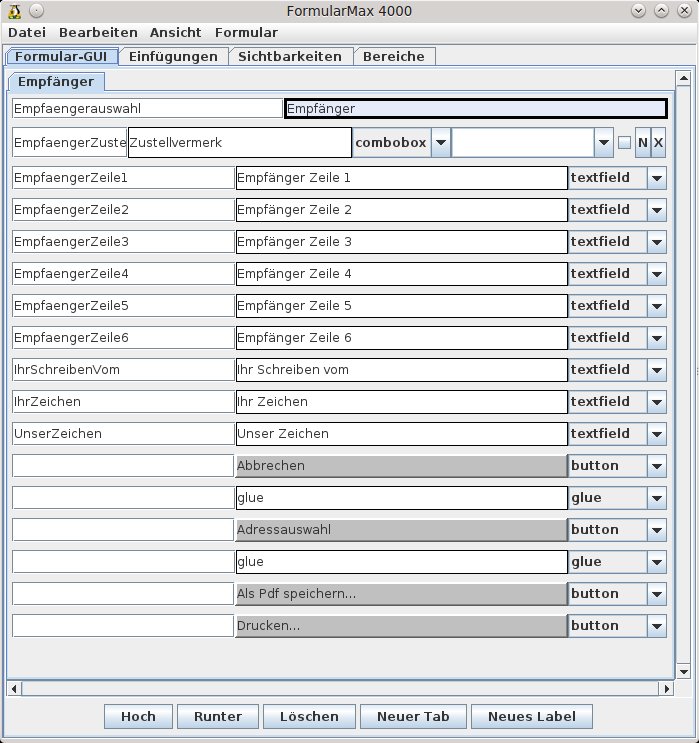 FormularMax 4000
Datei Bearbeiten Ansicht Formular
Formular-GUI Einfügungen Sichtbarkeiten Bereiche
Empfänger
Empfaengerauswahl Empfänger
EmpfaengerZuste Zustellvermerk combobox N X
EmpfaengerZeile1 Empfänger Zeile 1 textfield
EmpfaengerZeile2 Empfänger Zeile 2 textfield
EmpfaengerZeile3 Empfänger Zeile 3 textfield
EmpfaengerZeile4 Empfänger Zeile 4 textfield
EmpfaengerZeile5 Empfänger Zeile 5 textfield
EmpfaengerZeile6 Empfänger Zeile 6 textfield
IhrSchreibenVom Ihr Schreiben vom textfield
IhrZeichen Ihr Zeichen textfield
UnserZeichen Unser Zeichen textfield
Abbrechen button
glue glue
Adressauswahl button
glue glue
Als Pdf speichern... button
Drucken... button
Hoch Runter Löschen Neuer Tab Neues Label